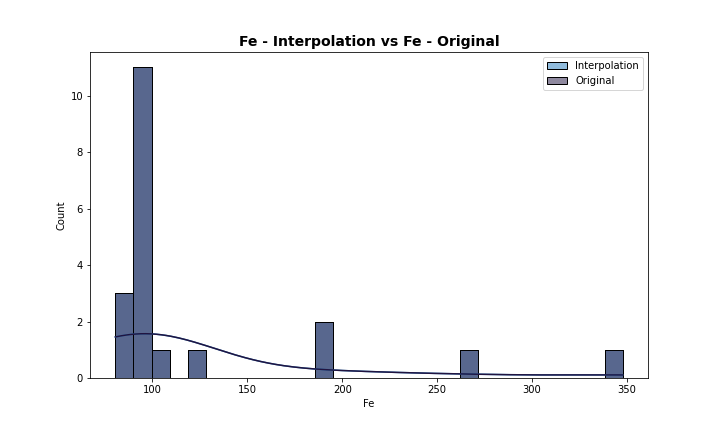 Fe - Interpolation vs Fe - Original
Interpolation
Original
10
8
6
4
2
0
Count
100
150
200
250
300
350
Fe